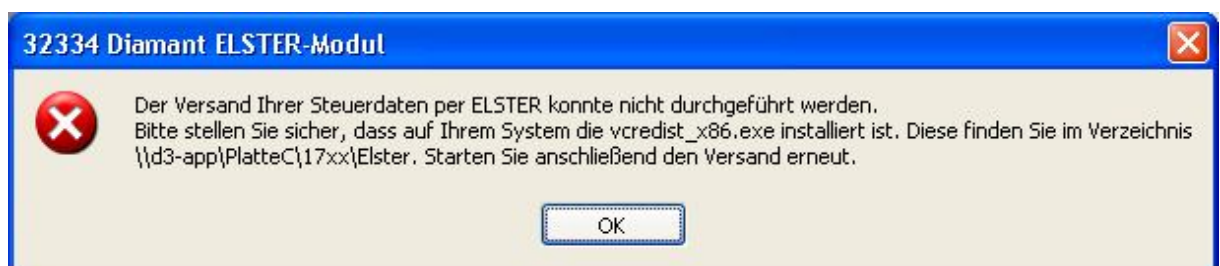 32334 Diamant ELSTER-Modul
Der Versand Ihrer Steuerdaten per ELSTER konnte nicht durchgeführt werden.
Bitte stellen Sie sicher, dass auf Ihrem System die vcredist_x86.exe installiert ist. Diese finden Sie im Verzeichnis
\\d3-app\PlatteC\17xx\Elster. Starten Sie anschließend den Versand erneut.
OK